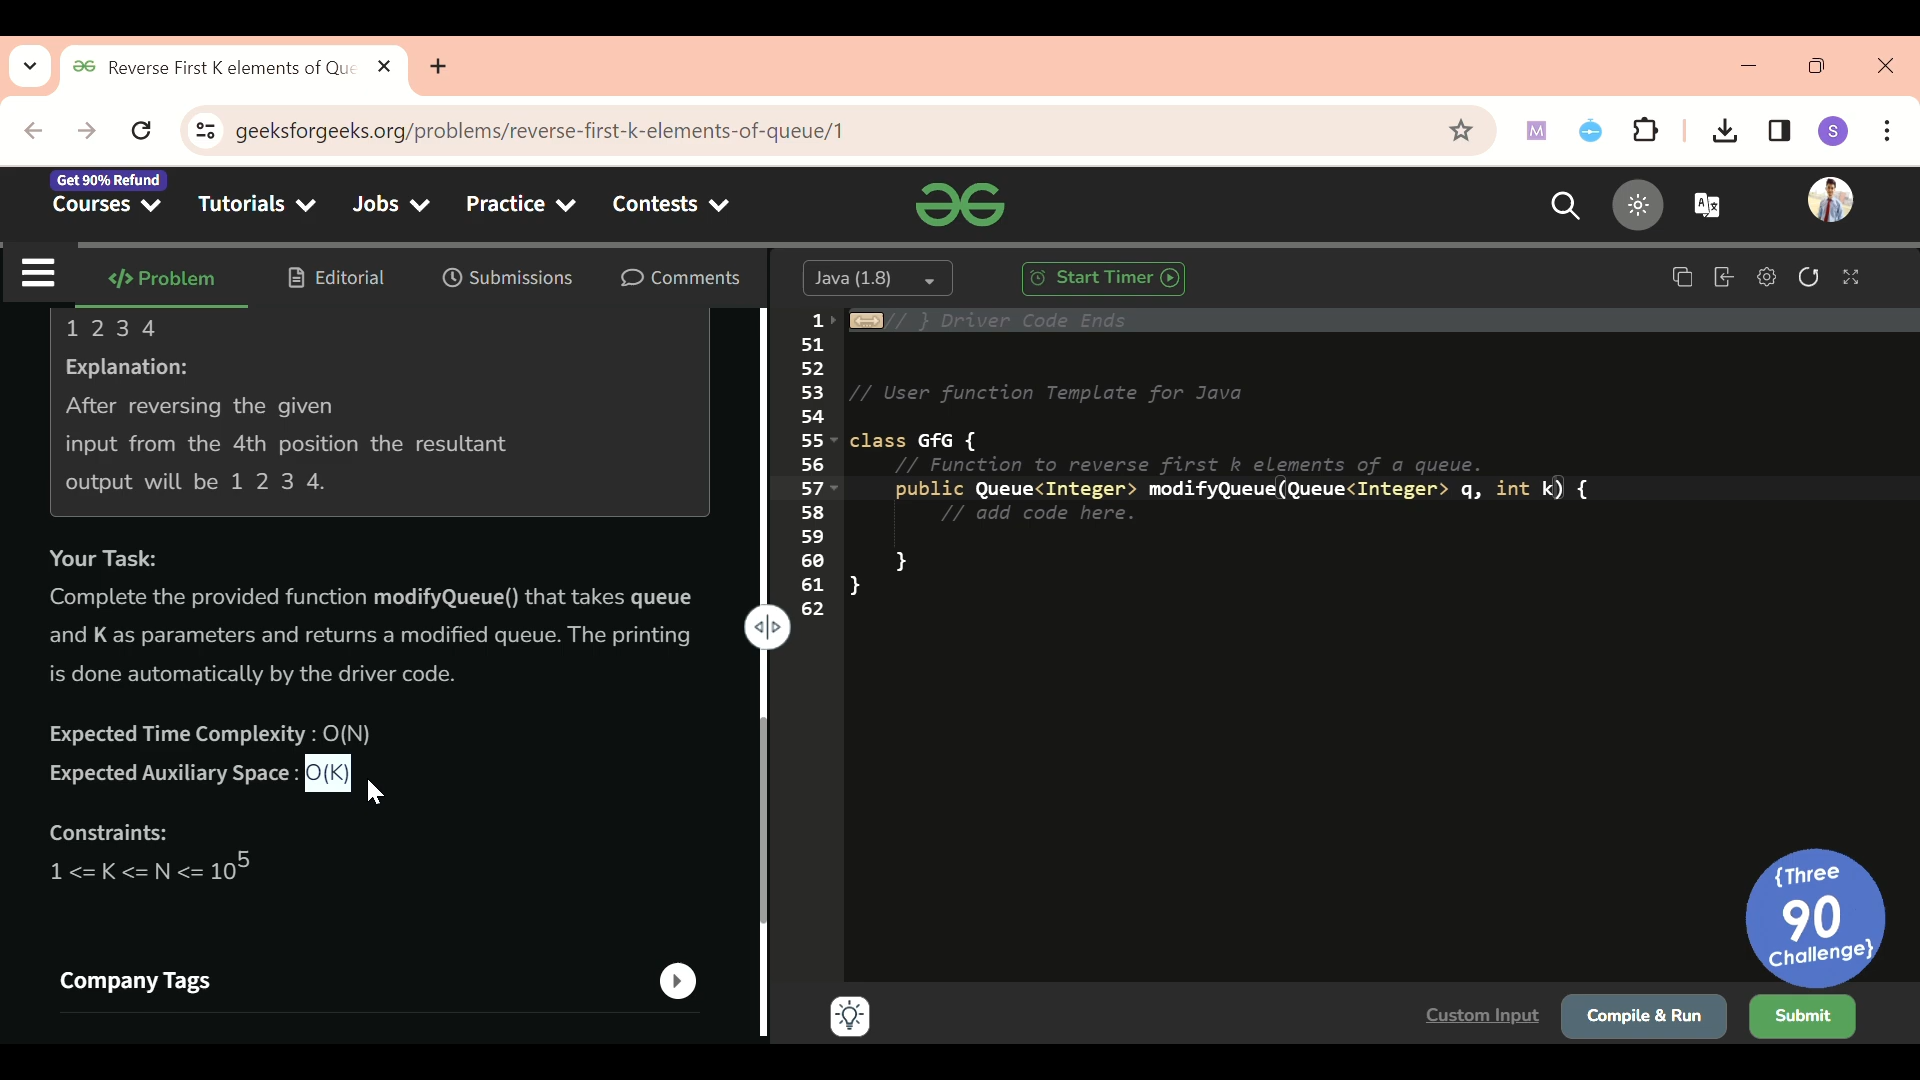 Reverse First K elements of Que
geeksforgeeks.org/problems/reverse-first-k-elements-of-queue/1
M
S
Get 90% Refund
Courses Tutorials Jobs Practice Contests
</> Problem Editorial Submissions Comments
1 2 3 4
Explanation:
After reversing the given
input from the 4th position the resultant
output will be 1 2 3 4.
Your Task:
Complete the provided function modifyQueue() that takes queue
and K as parameters and returns a modified queue. The printing
is done automatically by the driver code.
Expected Time Complexity : O(N)
Expected Auxiliary Space : O(K)
Constraints:
1 <= K <= N <= 10^5
Company Tags
Java (1.8) Start Timer
1 // } Driver Code Ends
51
52
53 // User function Template for Java
54
55 class GfG {
56 // Function to reverse first k elements of a queue.
57 public Queue<Integer> modifyQueue(Queue<Integer> q, int k) {
58 // add code here.
59
60 }
61 }
62
{Three
90
Challenge}
Custom Input Compile & Run Submit